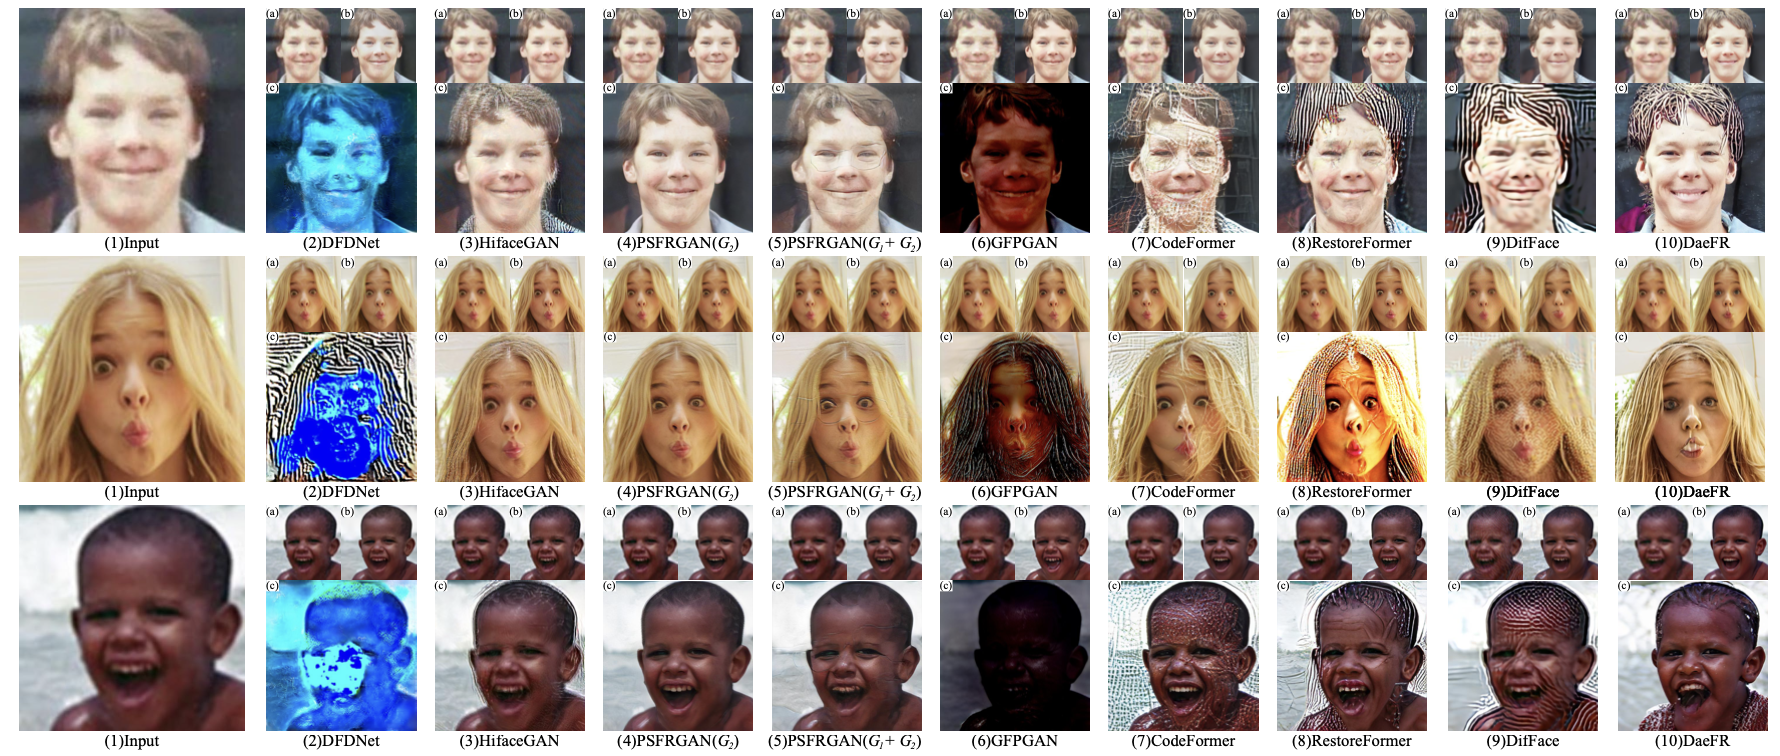 (a) (b) (a) (b) (a) (b) (a) (b) (a) (b) (a) (b) (a) (b) (a) (b) (a) (b)
(c) (c) (c) (c) (c) (c) (c) (c) (c)
(1)Input (2)DFDNet (3)HifaceGAN (4)PSFRGAN(G2) (5)PSFRGAN(G1+ G2) (6)GFPGAN (7)CodeFormer (8)RestoreFormer (9)DifFace (10)DaeFR
(a) (b) (a) (b) (a) (b) (a) (b) (a) (b) (a) (b) (a) (b) (a) (b) (a) (b)
(c) (c) (c) (c) (c) (c) (c) (c) (c)
(1)Input (2)DFDNet (3)HifaceGAN (4)PSFRGAN(G2) (5)PSFRGAN(G1+ G2) (6)GFPGAN (7)CodeFormer (8)RestoreFormer (9)DifFace (10)DaeFR
(a) (b) (a) (b) (a) (b) (a) (b) (a) (b) (a) (b) (a) (b) (a) (b) (a) (b)
(c) (c) (c) (c) (c) (c) (c) (c) (c)
(1)Input (2)DFDNet (3)HifaceGAN (4)PSFRGAN(G2) (5)PSFRGAN(G1+ G2) (6)GFPGAN (7)CodeFormer (8)RestoreFormer (9)DifFace (10)DaeFR